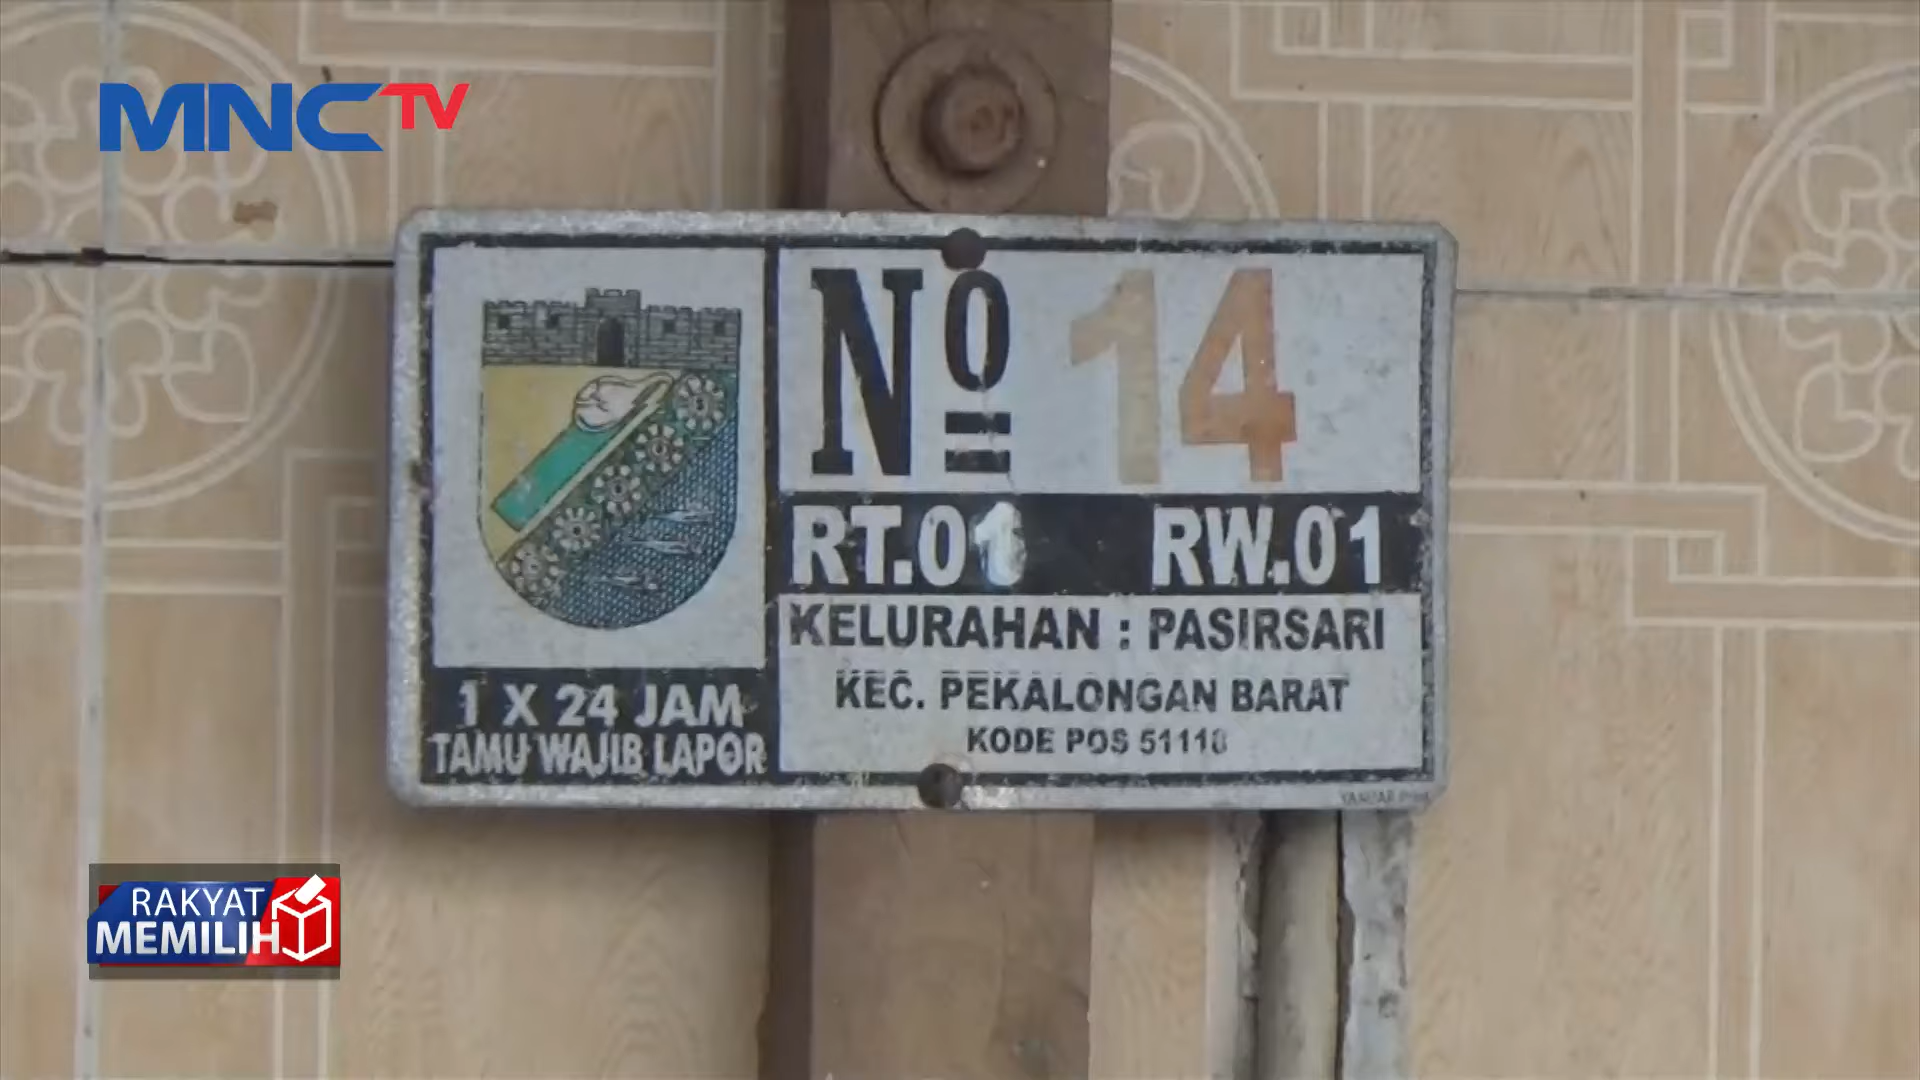 MNCTV
No 14
RT.01 RW.01
KELURAHAN : PASIRSARI
KEC. PEKALONGAN BARAT
KODE POS 51118
1 X 24 JAM
TAMU WAJIB LAPOR
RAKYAT
MEMILIH